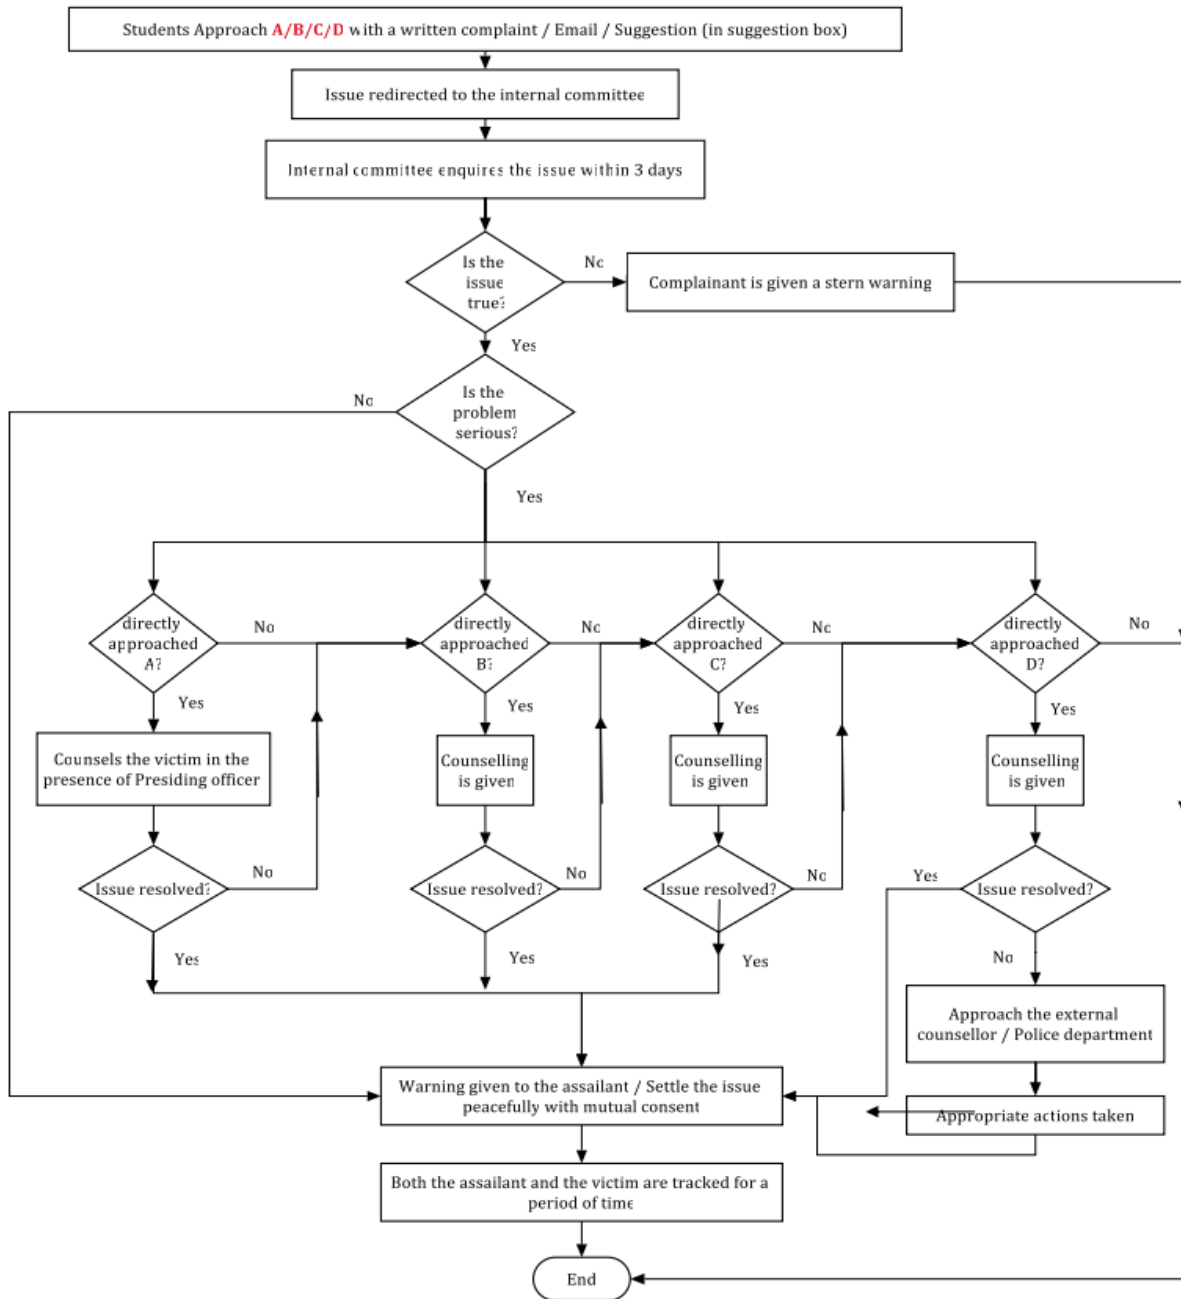 Students Approach A/B/C/D with a written complaint / Email / Suggestion (in suggestion box)
Issue redirected to the internal committee
Internal committee enquires the issue within 3 days
Is the
issue
true?
No
Complainant is given a stern warning
Yes
Is the
problem
serious?
No
Yes
directly
approached
A?
No
directly
approached
B?
No
directly
approached
C?
No
directly
approached
D?
No
Yes
Yes
Yes
Yes
Counsels the victim in the
presence of Presiding officer
Counselling
is given
Counselling
is given
Counselling
is given
Issue resolved?
No
Issue resolved?
No
Issue resolved?
No
Yes
Issue resolved?
Yes
Yes
Yes
No
Approach the external
counsellor / Police department
Warning given to the assailant / Settle the issue
peacefully with mutual consent
Appropriate actions taken
Both the assailant and the victim are tracked for a
period of time
End